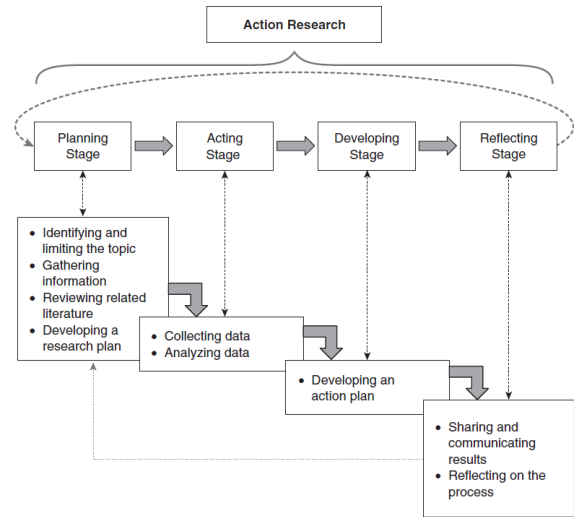 Action Research
Planning
Stage
Acting
Stage
Developing
Stage
Reflecting
Stage
• Identifying and
limiting the topic
• Gathering
information
• Reviewing related
literature
• Developing a
research plan
• Collecting data
• Analyzing data
• Developing an
action plan
• Sharing and
communicating
results
• Reflecting on the
process